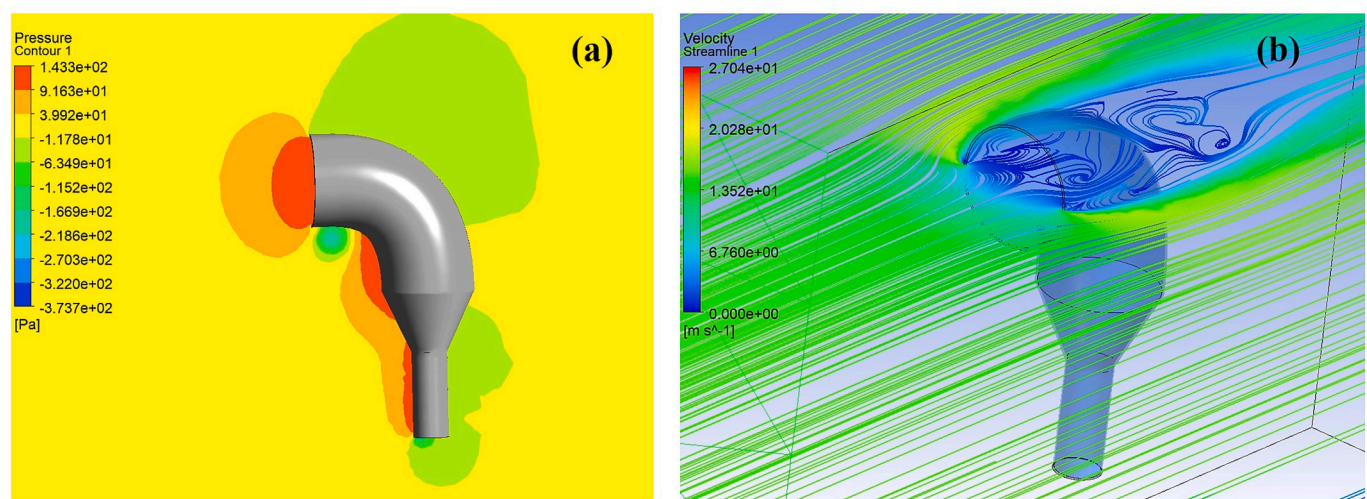 Pressure
Contour 1
(a)
1.433e+02
9.163e+01
3.992e+01
-1.178e+01
-6.349e+01
-1.152e+02
-1.669e+02
-2.186e+02
-2.703e+02
-3.220e+02
-3.737e+02
[Pa]
Velocity
Streamline 1
(b)
2.704e+01
2.028e+01
1.352e+01
6.760e+00
0.000e+00
[m s^-1]